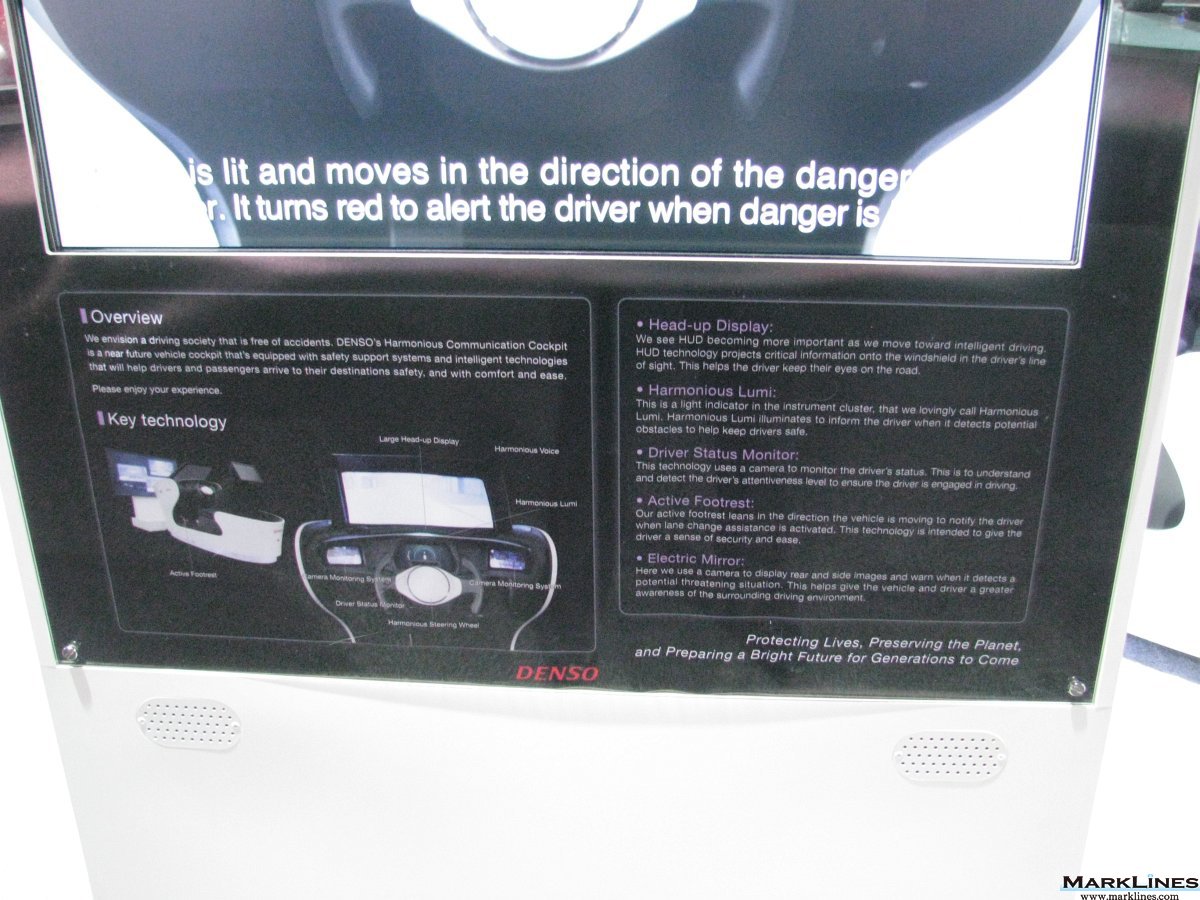 is lit and moves in the direction of the danger
r. It turns red to alert the driver when danger is
Overview
We envision a driving society that is free of accidents. DENSO's Harmonious Communication Cockpit
is a near future vehicle cockpit that's equipped with safety support systems and intelligent technologies
that will help drivers and passengers arrive to their destinations safety, and with comfort and ease.
Please enjoy your experience.
Key technology
Large Head-up Display
Harmonious Voice
Harmonious Lumi
Active Footrest
Camera Monitoring System
Camera Monitoring System
Driver Status Monitor
Harmonious Steering Wheel
• Head-up Display:
We see HUD becoming more important as we move toward intelligent driving.
HUD technology projects critical information onto the windshield in the driver's line
of sight. This helps the driver keep their eyes on the road.
• Harmonious Lumi:
This is a light indicator in the instrument cluster, that we lovingly call Harmonious
Lumi. Harmonious Lumi illuminates to inform the driver when it detects potential
obstacles to help keep drivers safe.
• Driver Status Monitor:
This technology uses a camera to monitor the driver's status. This is to understand
and detect the driver's attentiveness level to ensure the driver is engaged in driving.
• Active Footrest:
Our active footrest leans in the direction the vehicle is moving to notify the driver
when lane change assistance is activated. This technology is intended to give the
driver a sense of security and ease.
• Electric Mirror:
Here we use a camera to display rear and side images and warn when it detects a
potential threatening situation. This helps give the vehicle and driver a greater
awareness of the surrounding driving environment.
Protecting Lives, Preserving the Planet,
and Preparing a Bright Future for Generations to Come
DENSO
MARKLINES
www.marklines.com